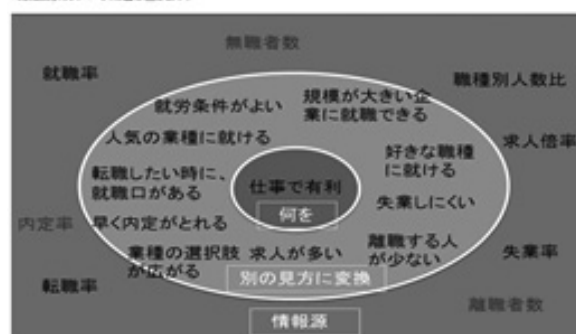 無職者数
就職率
職種別人数比
就労条件がよい
規模が大きい企
業に就職できる
人気の業種に就ける
求人倍率
好きな職種
に就ける
転職したい時に、
就職口がある
仕事で有利
何を
失業しにくい
内定率
早く内定がとれる
業種の選択肢
が広がる
求人が多い
離職する人
が少ない
失業率
別の見方に変換
転職率
離職者数
情報源